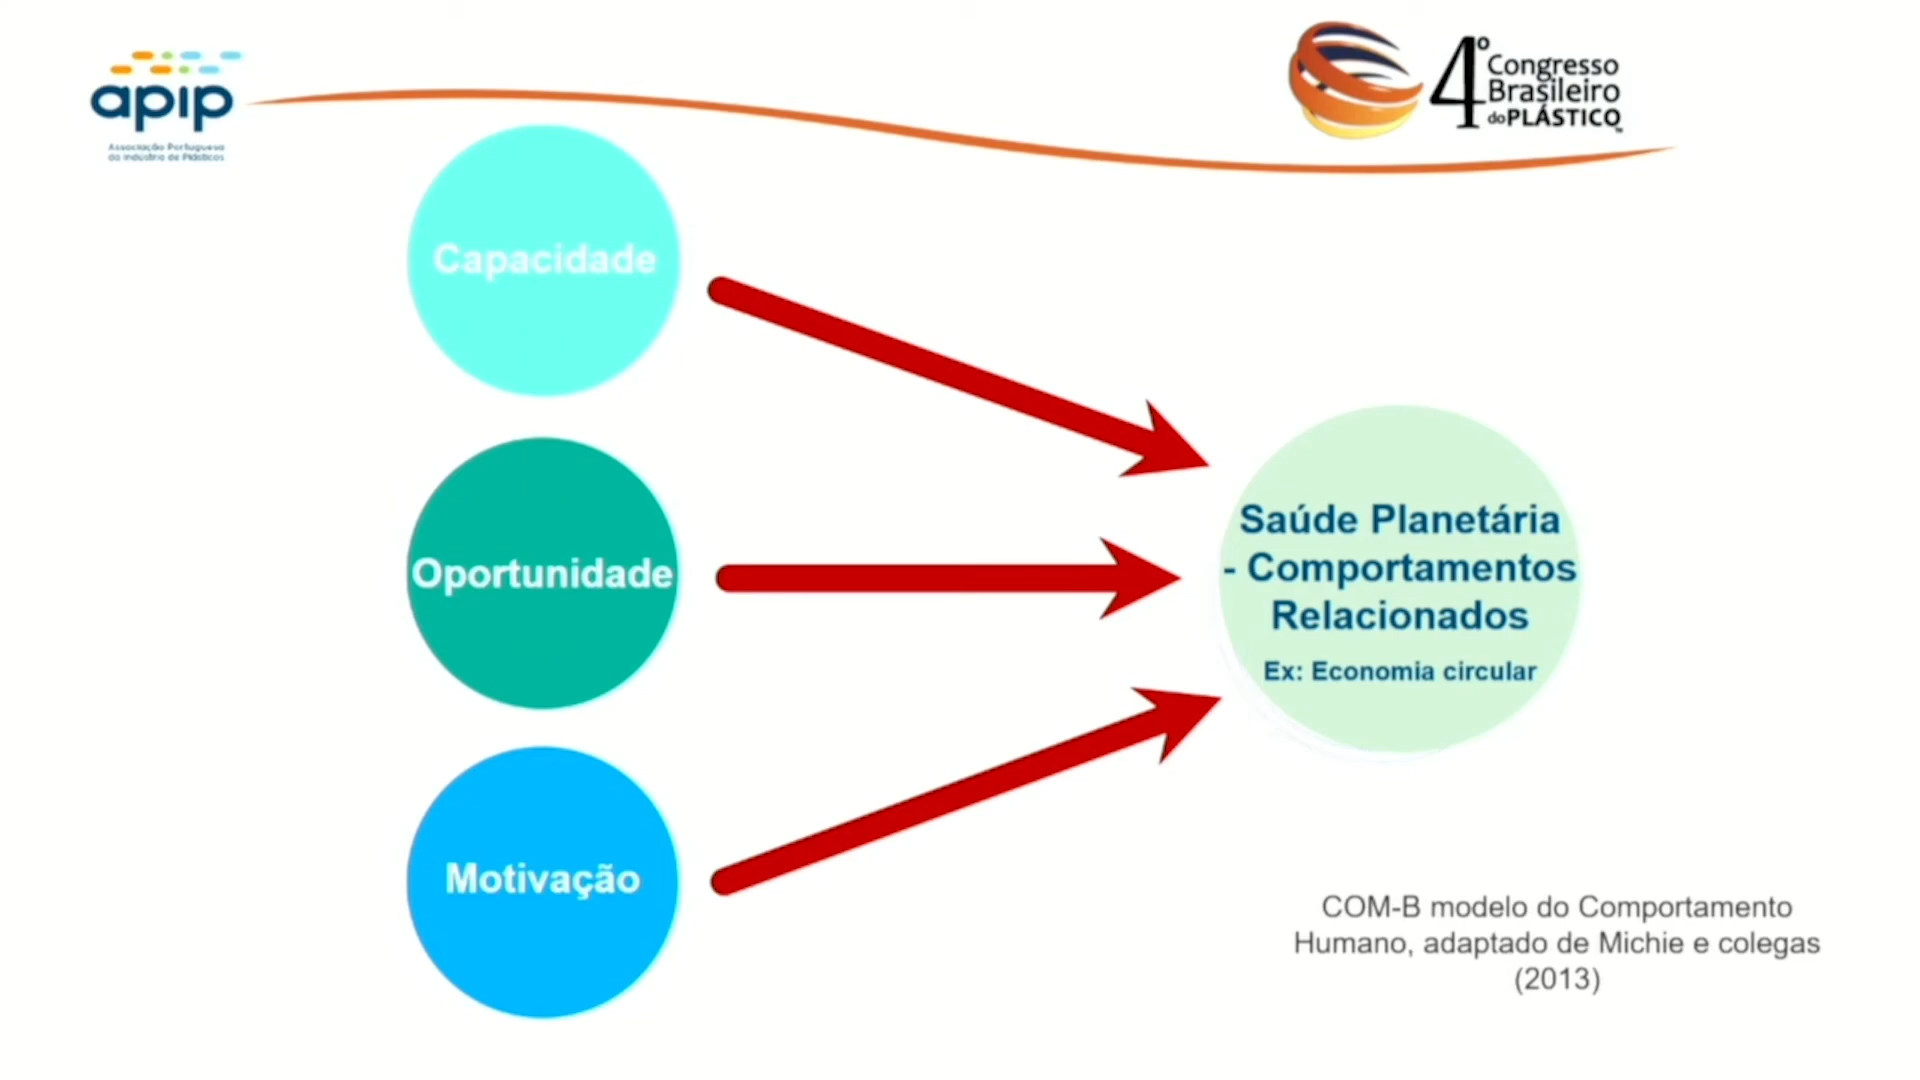 apip
Associação Portuguesa
da Indústria de Plásticos
4º Congresso
Brasileiro
do PLÁSTICO
TM
Capacidade
Oportunidade
Motivação
Saúde Planetária
- Comportamentos
Relacionados
Ex: Economia circular
COM-B modelo do Comportamento
Humano, adaptado de Michie e colegas
(2013)